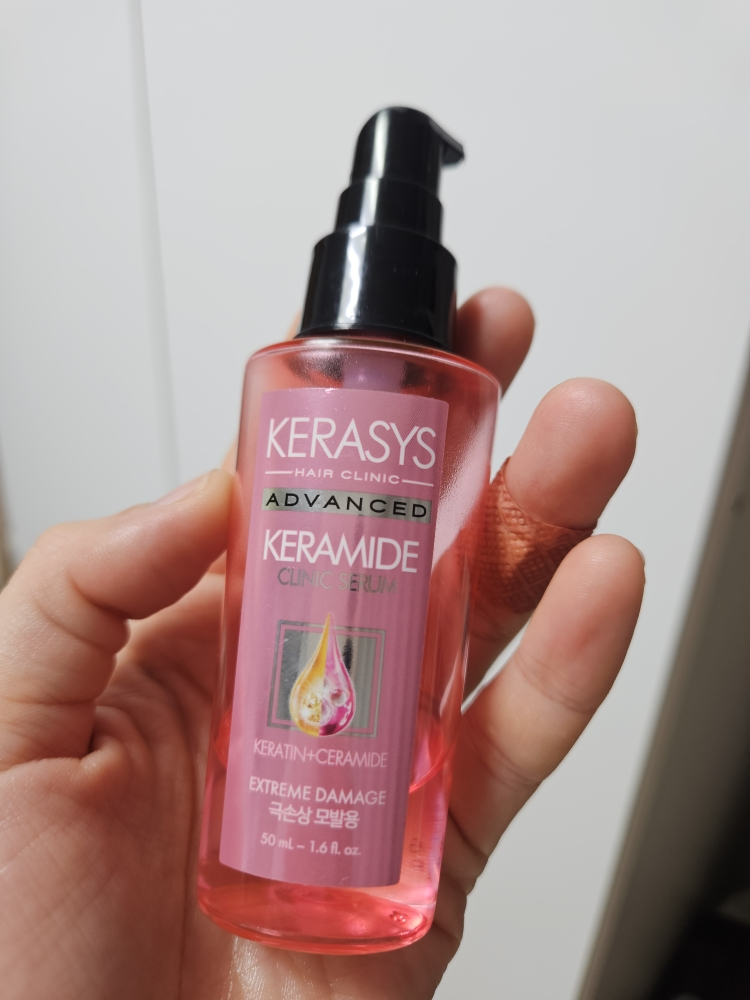 KERASYS
HAIR CLINIC
ADVANCED
KERAMIDE
CLINIC SERUM
KERATIN+CERAMIDE
EXTREME DAMAGE
극손상 모발용
50 mL – 1.6 fl. oz.